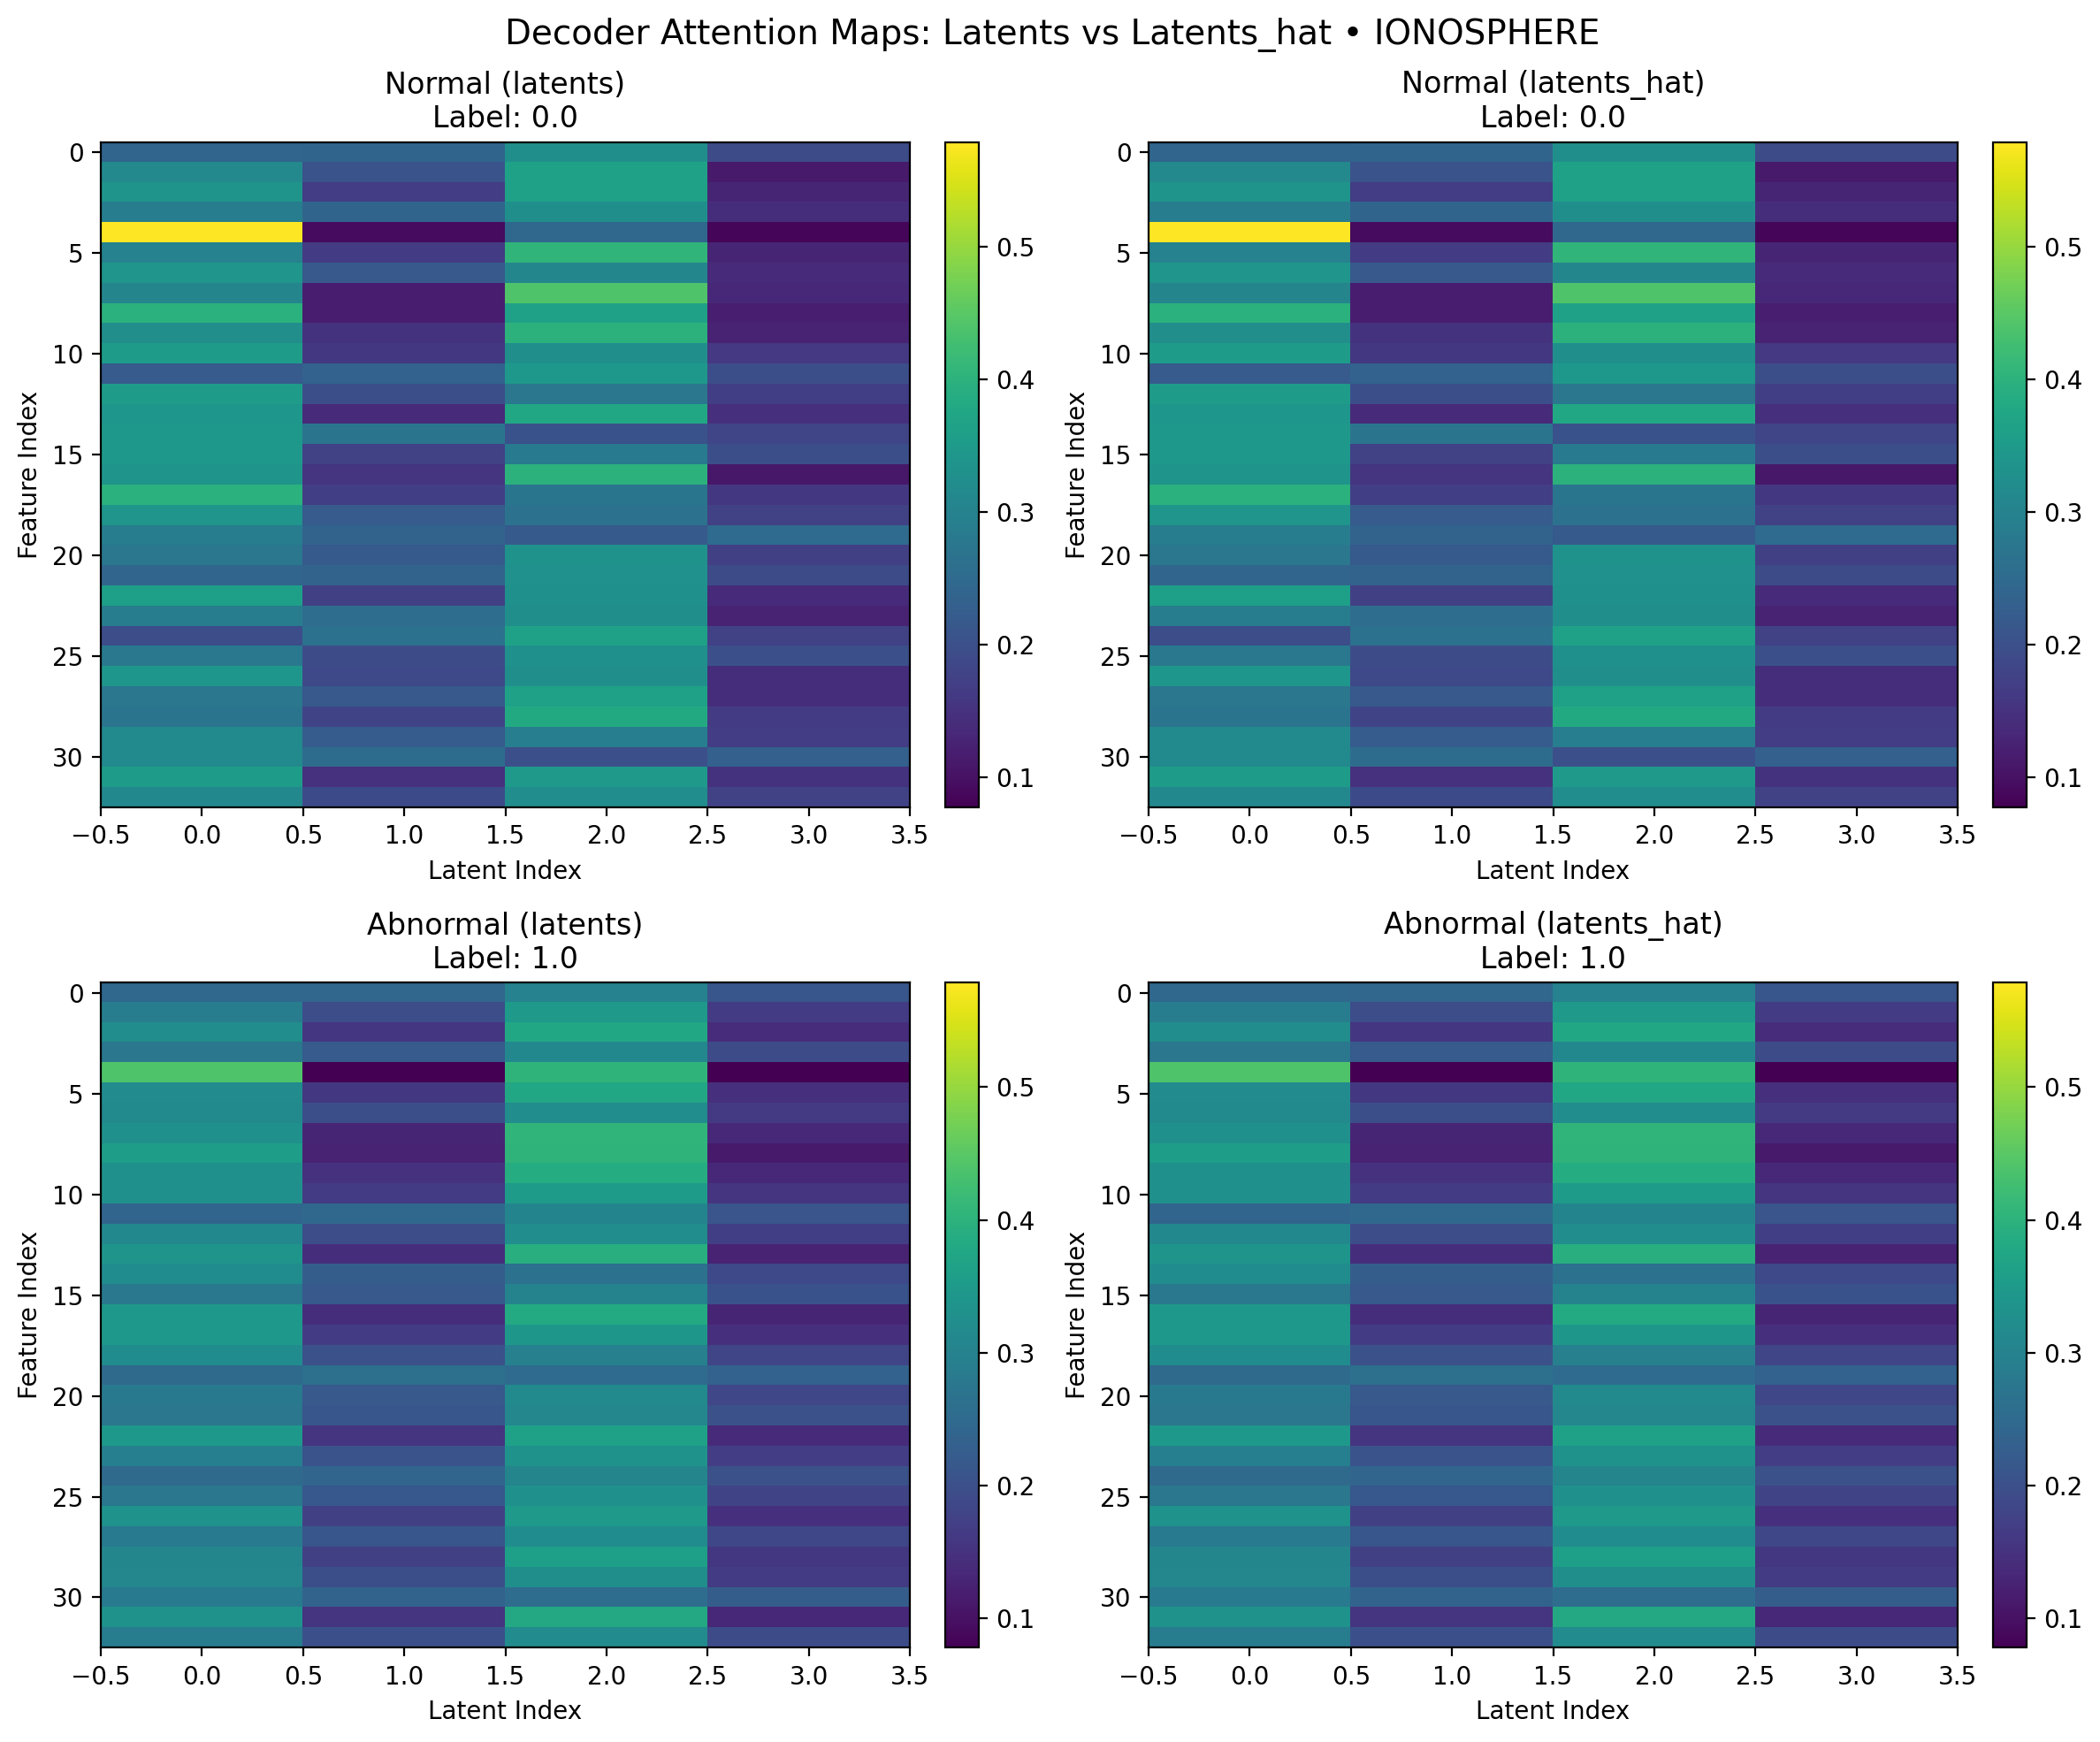 Decoder Attention Maps: Latents vs Latents_hat • IONOSPHERE
Normal (latents)
Label: 0.0
0
5
10
15
20
25
30
Feature Index
−0.5 0.0 0.5 1.0 1.5 2.0 2.5 3.0 3.5
Latent Index
0.5
0.4
0.3
0.2
0.1
Normal (latents_hat)
Label: 0.0
0
5
10
15
20
25
30
Feature Index
−0.5 0.0 0.5 1.0 1.5 2.0 2.5 3.0 3.5
Latent Index
0.5
0.4
0.3
0.2
0.1
Abnormal (latents)
Label: 1.0
0
5
10
15
20
25
30
Feature Index
−0.5 0.0 0.5 1.0 1.5 2.0 2.5 3.0 3.5
Latent Index
0.5
0.4
0.3
0.2
0.1
Abnormal (latents_hat)
Label: 1.0
0
5
10
15
20
25
30
Feature Index
−0.5 0.0 0.5 1.0 1.5 2.0 2.5 3.0 3.5
Latent Index
0.5
0.4
0.3
0.2
0.1